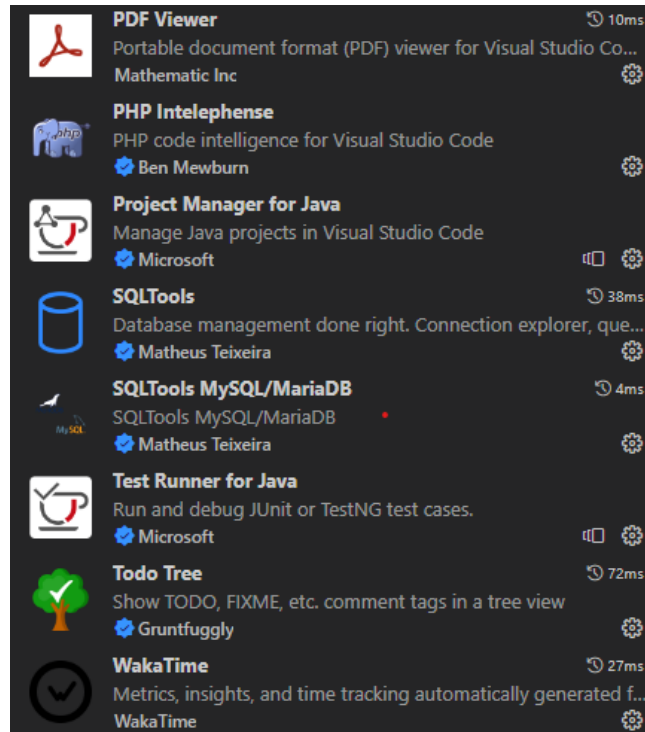 PDF Viewer 10ms
Portable document format (PDF) viewer for Visual Studio Co...
Mathematic Inc
php
PHP Intelephense
PHP code intelligence for Visual Studio Code
Ben Mewburn
Project Manager for Java
Manage Java projects in Visual Studio Code
Microsoft
SQLTools 38ms
Database management done right. Connection explorer, que...
Matheus Teixeira
SQLTools MySQL/MariaDB 4ms
MySQL
SQLTools MySQL/MariaDB
Matheus Teixeira
Test Runner for Java
Run and debug JUnit or TestNG test cases.
Microsoft
Todo Tree 72ms
Show TODO, FIXME, etc. comment tags in a tree view
Gruntfuggly
WakaTime 27ms
Metrics, insights, and time tracking automatically generated f...
WakaTime